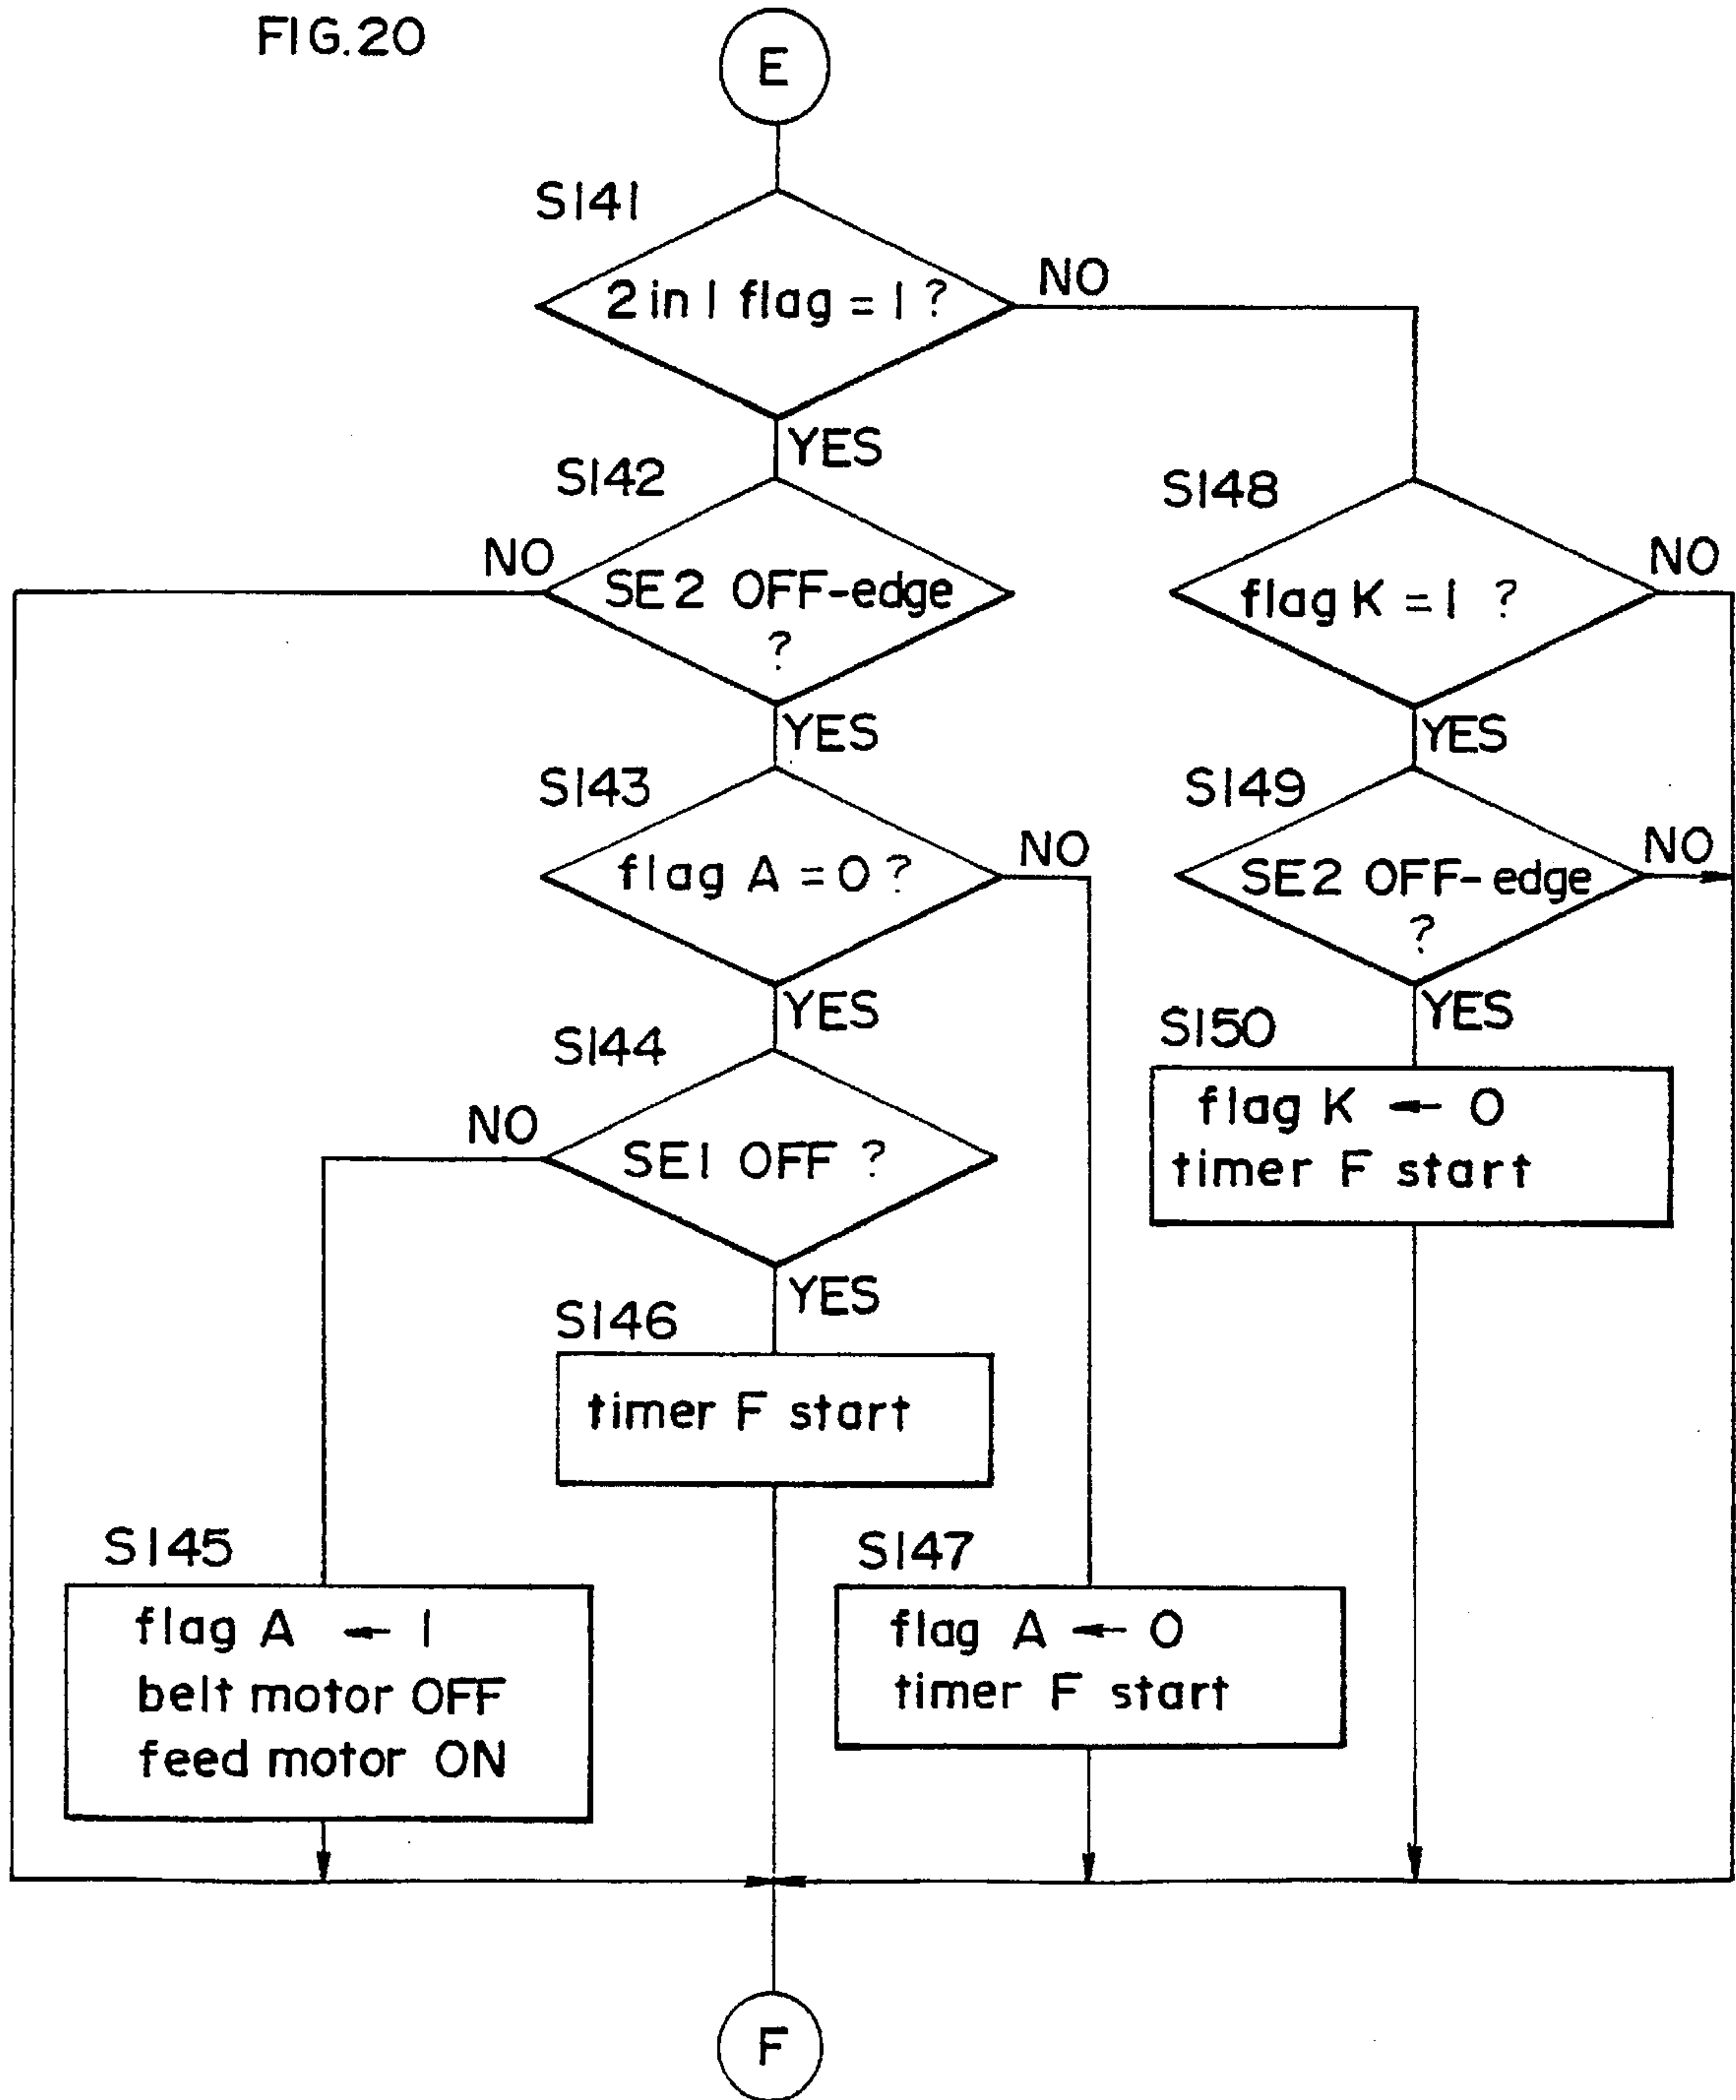 FIG.20
E
S141
2 in 1 flag = 1 ?
NO
YES
S142
NO
SE2 OFF-edge
?
YES
S143
flag A = 0 ?
NO
YES
S144
NO
SE1 OFF ?
YES
S146
timer F start
S145
flag A ← 1
belt motor OFF
feed motor ON
S147
flag A ← 0
timer F start
S148
flag K = 1 ?
NO
YES
S149
SE2 OFF-edge
?
NO
YES
S150
flag K ← 0
timer F start
F